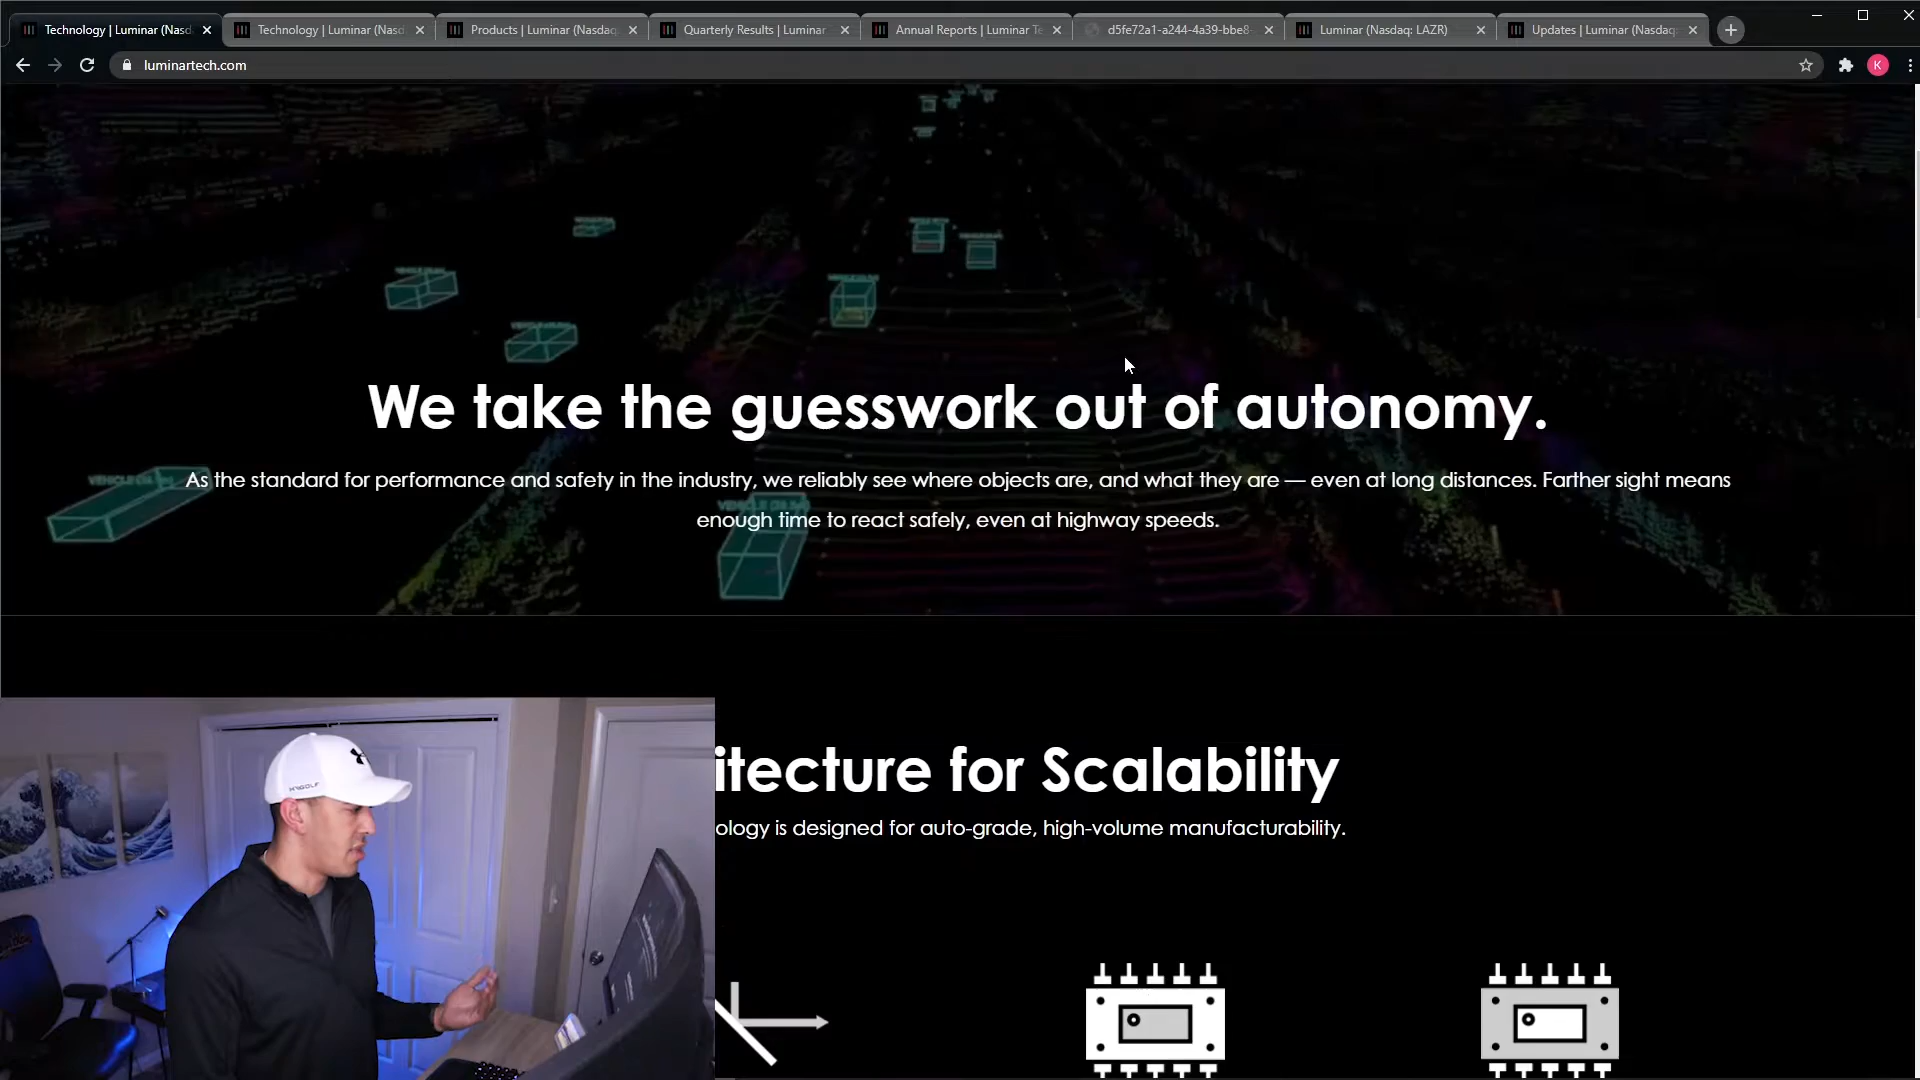 Technology | Luminar (Nasd
Technology | Luminar (Nasd
Products | Luminar (Nasdaq:
Quarterly Results | Luminar
Annual Reports | Luminar Te
d5fe72a1-a244-4a39-bbe8-
Luminar (Nasdaq: LAZR)
Updates | Luminar (Nasdaq:
luminartech.com
K
We take the guesswork out of autonomy.
As the standard for performance and safety in the industry, we reliably see where objects are, and what they are — even at long distances. Farther sight means
enough time to react safely, even at highway speeds.
itecture for Scalability
ology is designed for auto-grade, high-volume manufacturability.